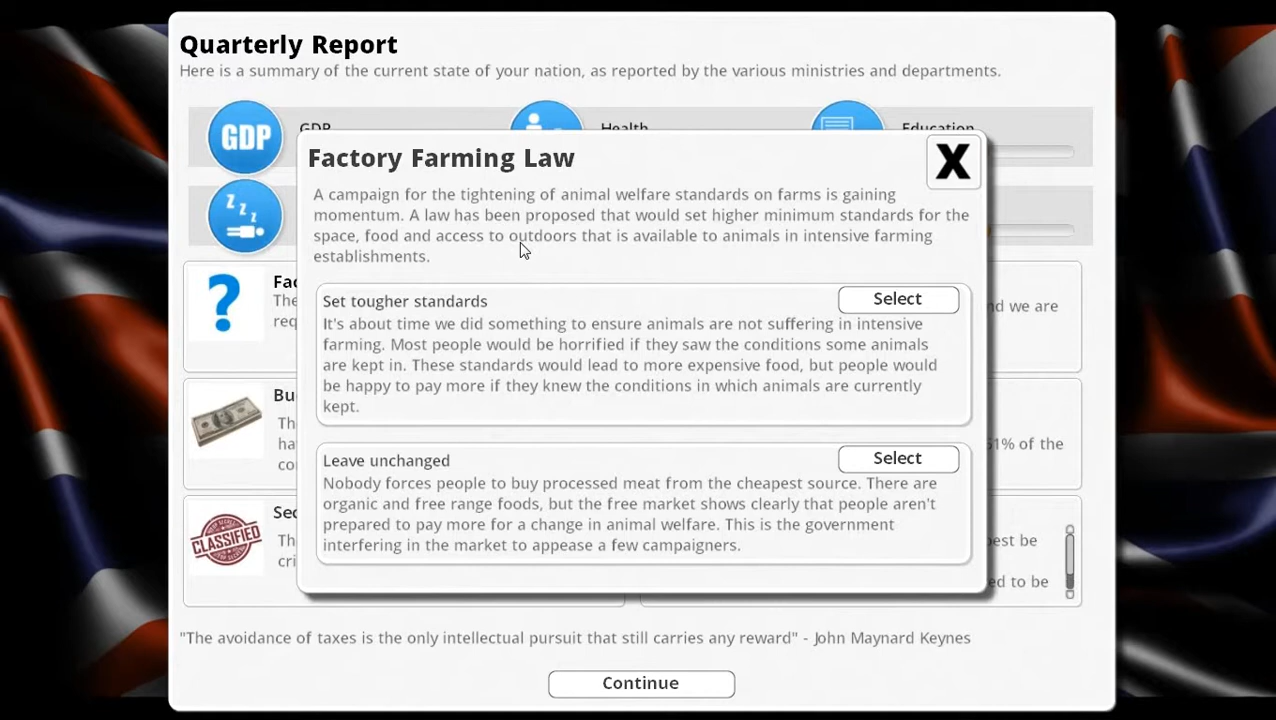 Quarterly Report
Here is a summary of the current state of your nation, as reported by the various ministries and departments.
GDP
GDP
Health
Education
Factory Farming Law
X
A campaign for the tightening of animal welfare standards on farms is gaining
momentum. A law has been proposed that would set higher minimum standards for the
space, food and access to outdoors that is available to animals in intensive farming
establishments.
Set tougher standards
Select
It's about time we did something to ensure animals are not suffering in intensive
farming. Most people would be horrified if they saw the conditions some animals
are kept in. These standards would lead to more expensive food, but people would
be happy to pay more if they knew the conditions in which animals are currently
kept.
Leave unchanged
Select
Nobody forces people to buy processed meat from the cheapest source. There are
organic and free range foods, but the free market shows clearly that people aren't
prepared to pay more for a change in animal welfare. This is the government
interfering in the market to appease a few campaigners.
z z z
?
CLASSIFIED
we are
51% of the
be
ed to be
"The avoidance of taxes is the only intellectual pursuit that still carries any reward" - John Maynard Keynes
Continue